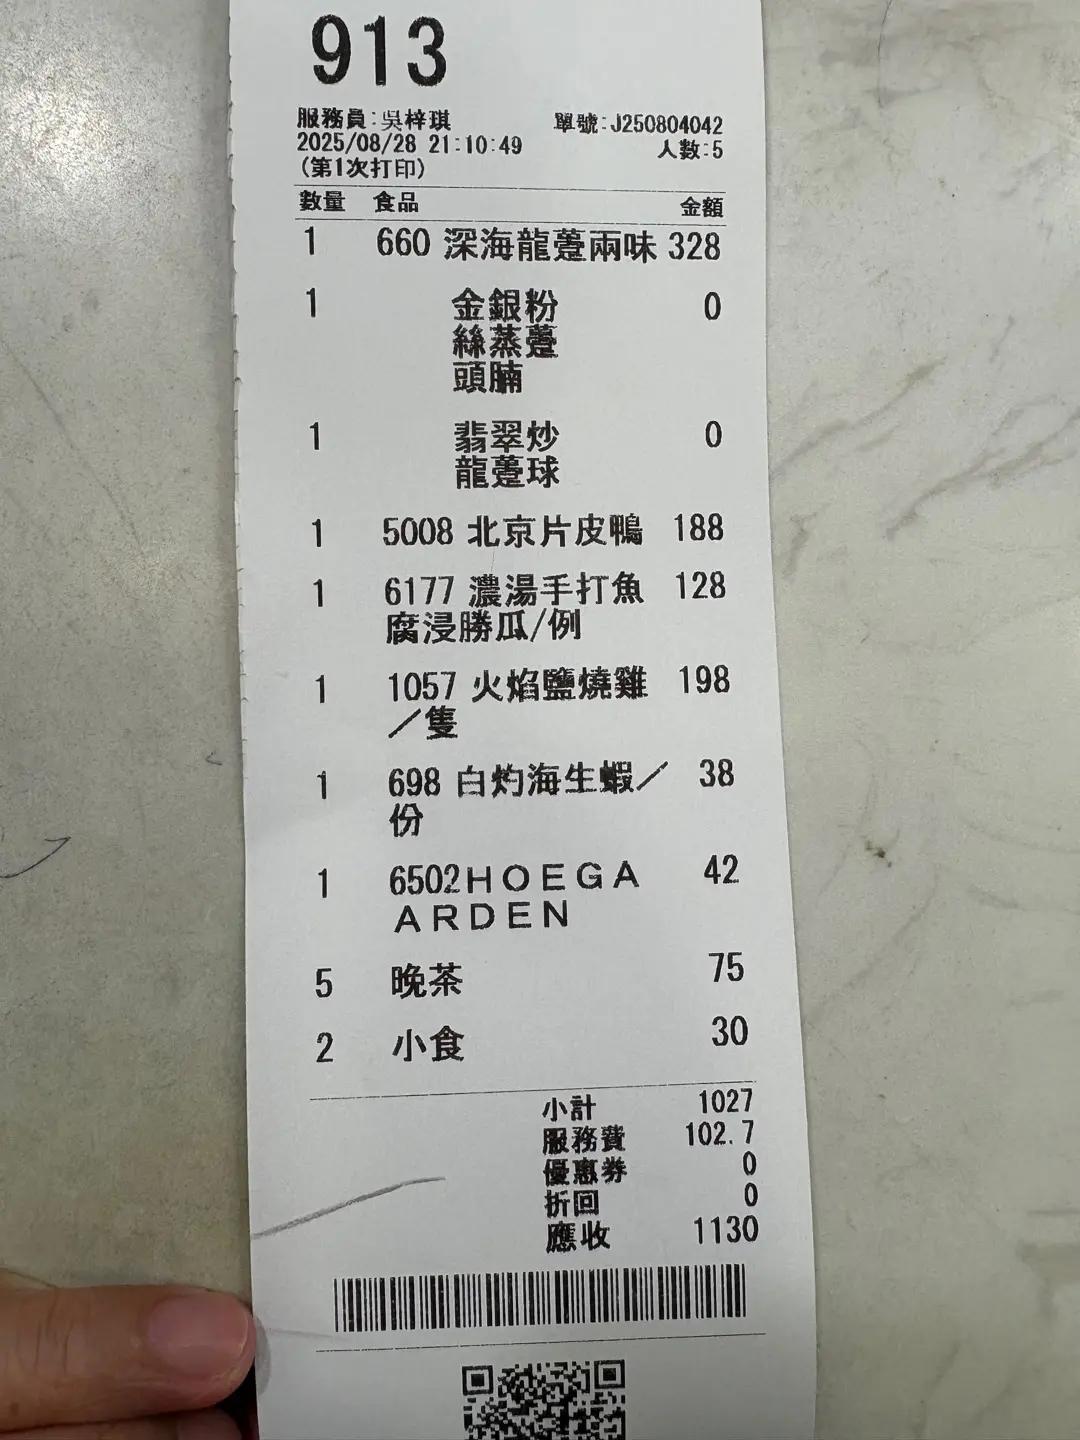 913
服務員:吳梓琪 單號:J250804042
2025/08/28 21:10:49 人數:5
(第1次打印)
數量 食品 金額
1 660 深海龍躉兩味 328
1 金銀粉 0
絲蒸躉
頭腩
1 翡翠炒 0
龍躉球
1 5008 北京片皮鴨 188
1 6177 濃湯手打魚 128
腐浸勝瓜/例
1 1057 火焰鹽燒雞 198
／隻
1 698 白灼海生蝦／ 38
份
1 6502HOEGA 42
ARDEN
5 晚茶 75
2 小食 30
小計 1027
服務費 102.7
優惠券 0
折回 0
應收 1130